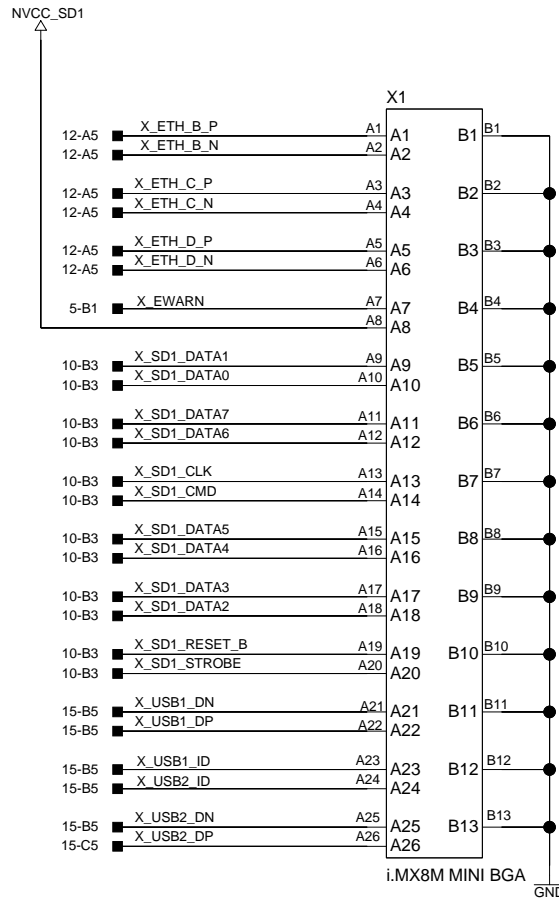 NVCC_SD1
X1
12-A5 X_ETH_B_P A1 A1 B1 B1
12-A5 X_ETH_B_N A2 A2
12-A5 X_ETH_C_P A3 A3 B2 B2
12-A5 X_ETH_C_N A4 A4
12-A5 X_ETH_D_P A5 A5 B3 B3
12-A5 X_ETH_D_N A6 A6
5-B1 X_EWARN A7 A7 B4 B4
A8 A8
10-B3 X_SD1_DATA1 A9 A9 B5 B5
10-B3 X_SD1_DATA0 A10 A10
10-B3 X_SD1_DATA7 A11 A11 B6 B6
10-B3 X_SD1_DATA6 A12 A12
10-B3 X_SD1_CLK A13 A13 B7 B7
10-B3 X_SD1_CMD A14 A14
10-B3 X_SD1_DATA5 A15 A15 B8 B8
10-B3 X_SD1_DATA4 A16 A16
10-B3 X_SD1_DATA3 A17 A17 B9 B9
10-B3 X_SD1_DATA2 A18 A18
10-B3 X_SD1_RESET_B A19 A19 B10 B10
10-B3 X_SD1_STROBE A20 A20
15-B5 X_USB1_DN A21 A21 B11 B11
15-B5 X_USB1_DP A22 A22
15-B5 X_USB1_ID A23 A23 B12 B12
15-B5 X_USB2_ID A24 A24
15-B5 X_USB2_DN A25 A25 B13 B13
15-C5 X_USB2_DP A26 A26
i.MX8M MINI BGA
GND